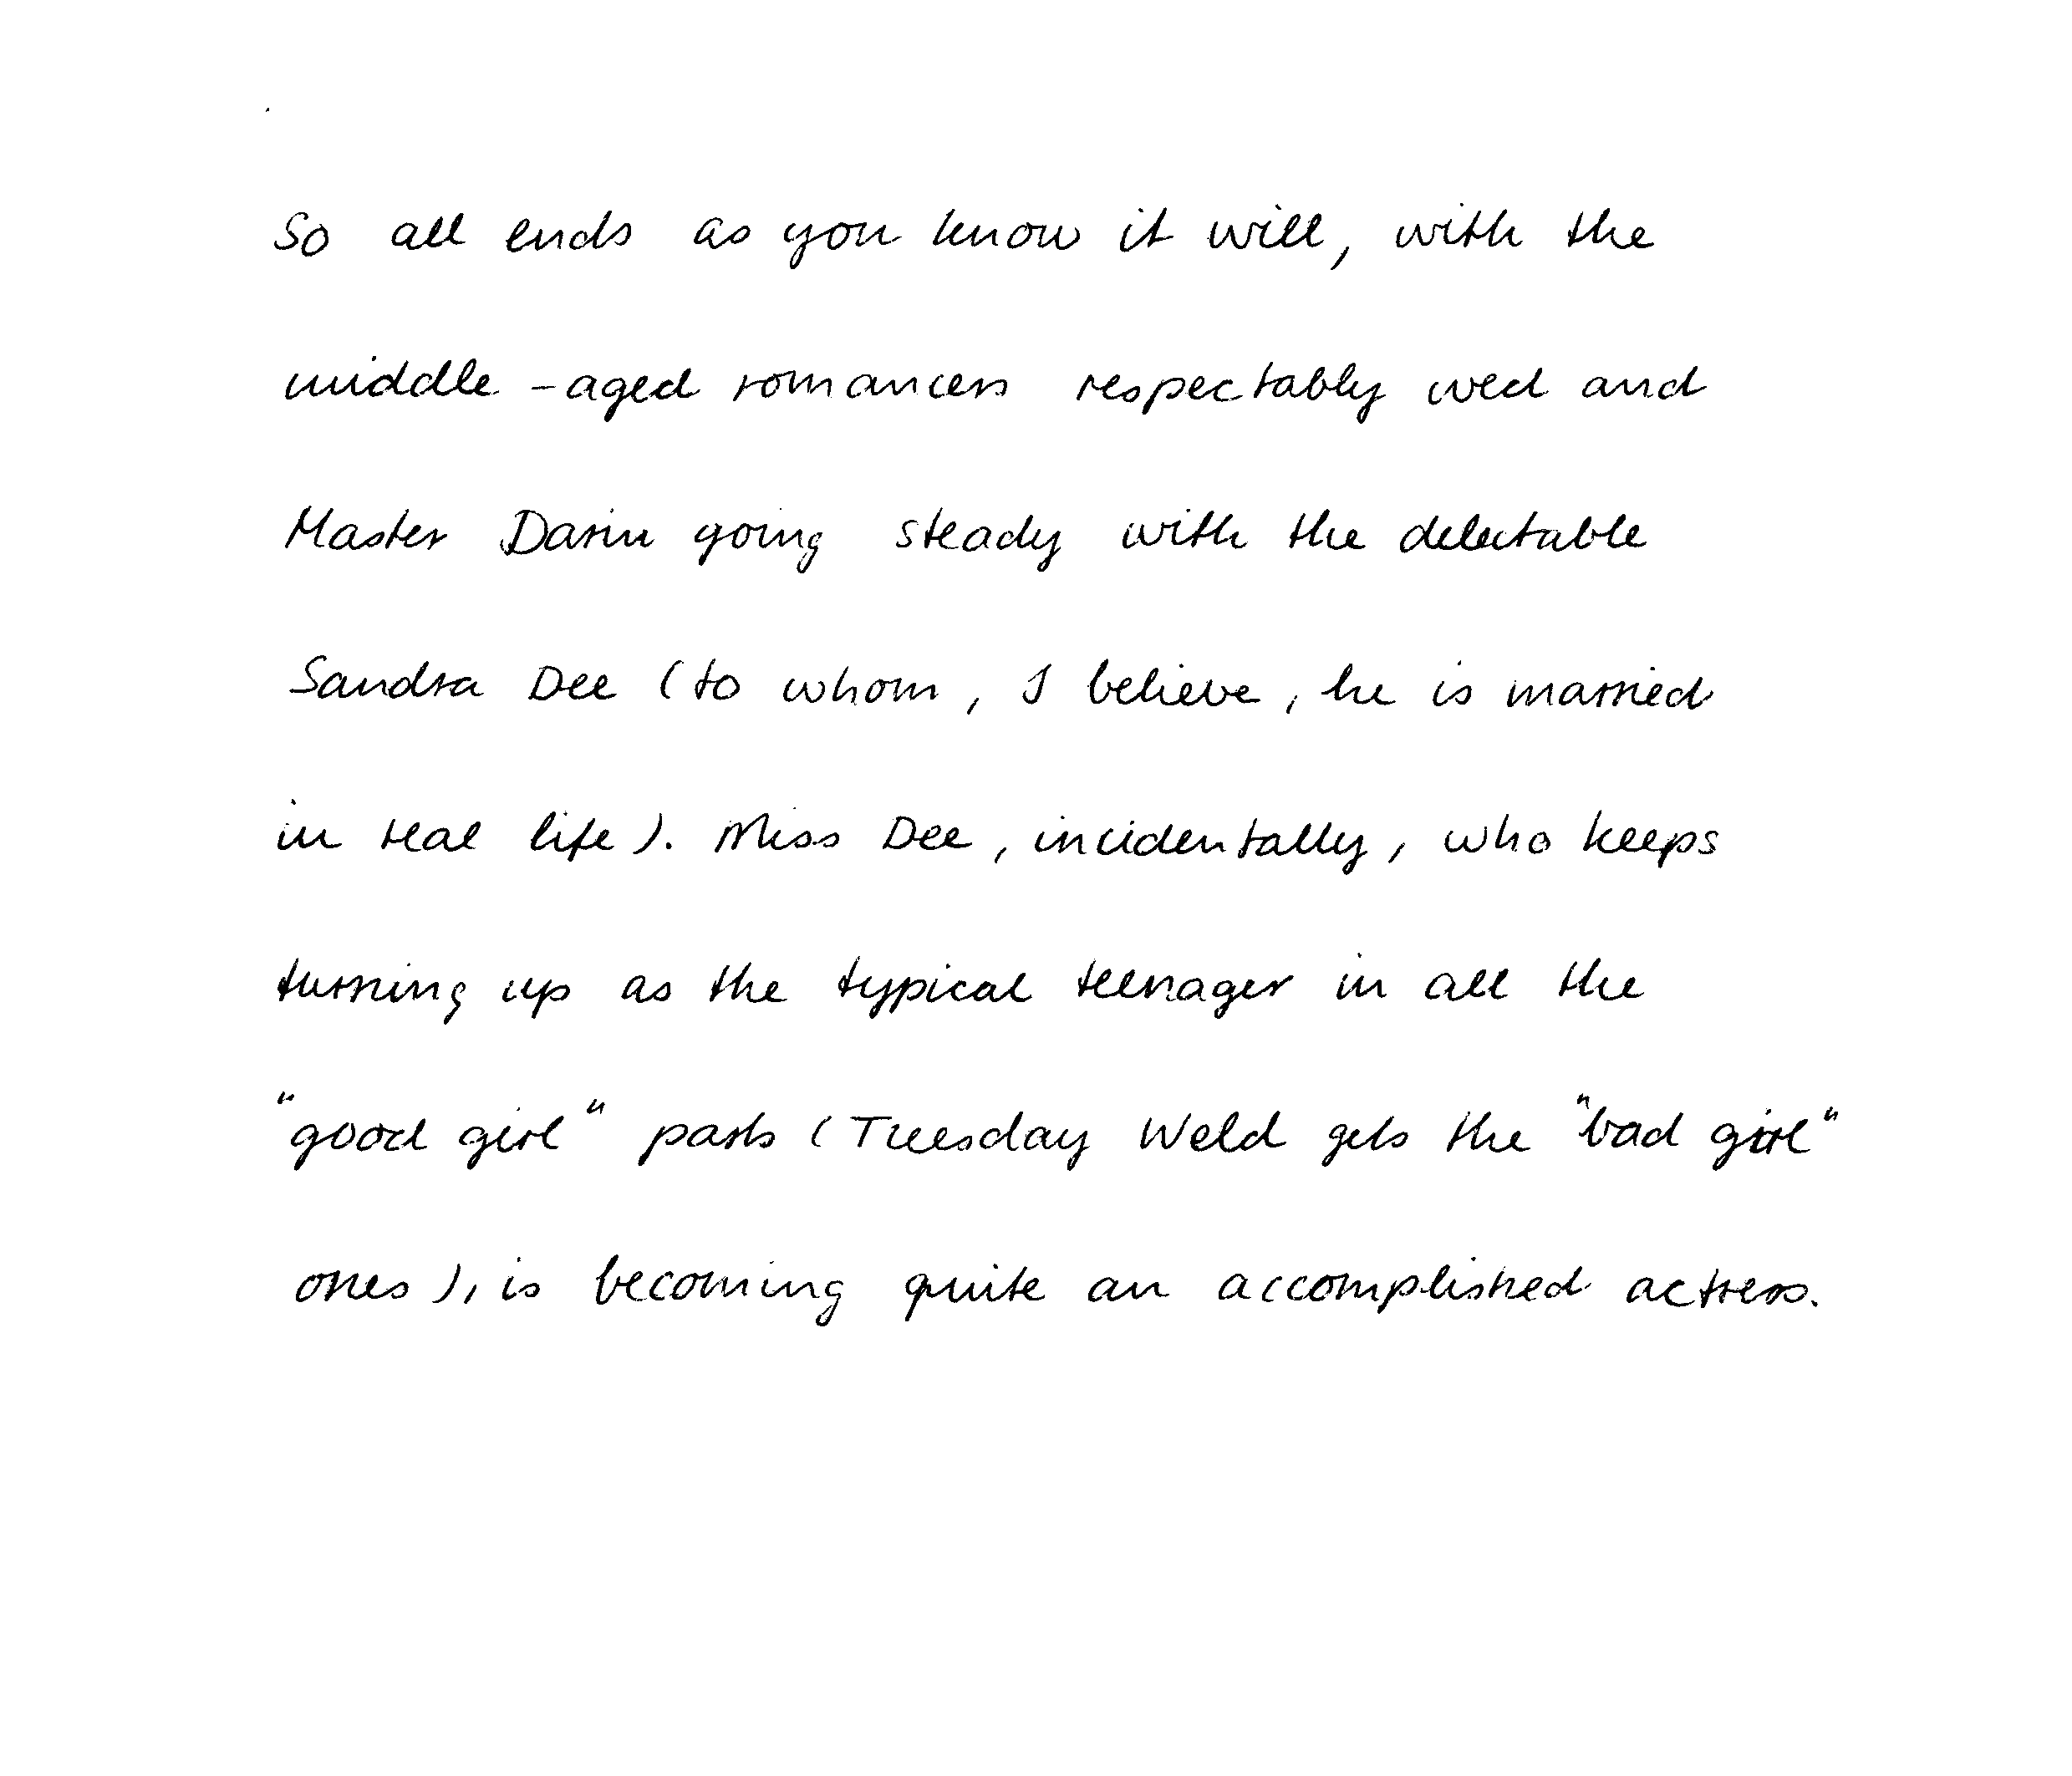 So all ends as you know it will, with the
middle-aged romancers respectably wed and
Master Darin going steady with the delectable
Sandra Dee (to whom, I believe, he is married
in real life). Miss Dee, incidentally, who keeps
turning up as the typical teenager in all the
"good girl" parts (Tuesday Weld gets the "bad girl"
ones), is becoming quite an accomplished actress.